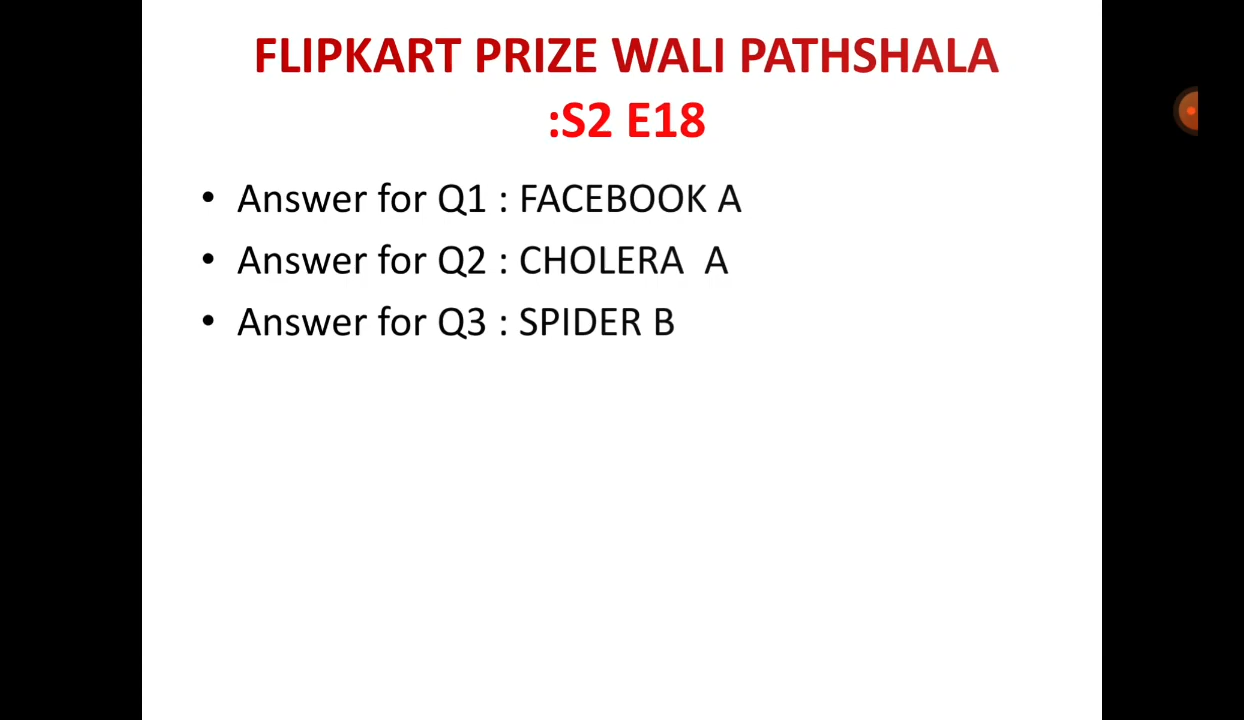 FLIPKART PRIZE WALI PATHSHALA
:S2 E18
• Answer for Q1 : FACEBOOK A
• Answer for Q2 : CHOLERA  A
• Answer for Q3 : SPIDER B